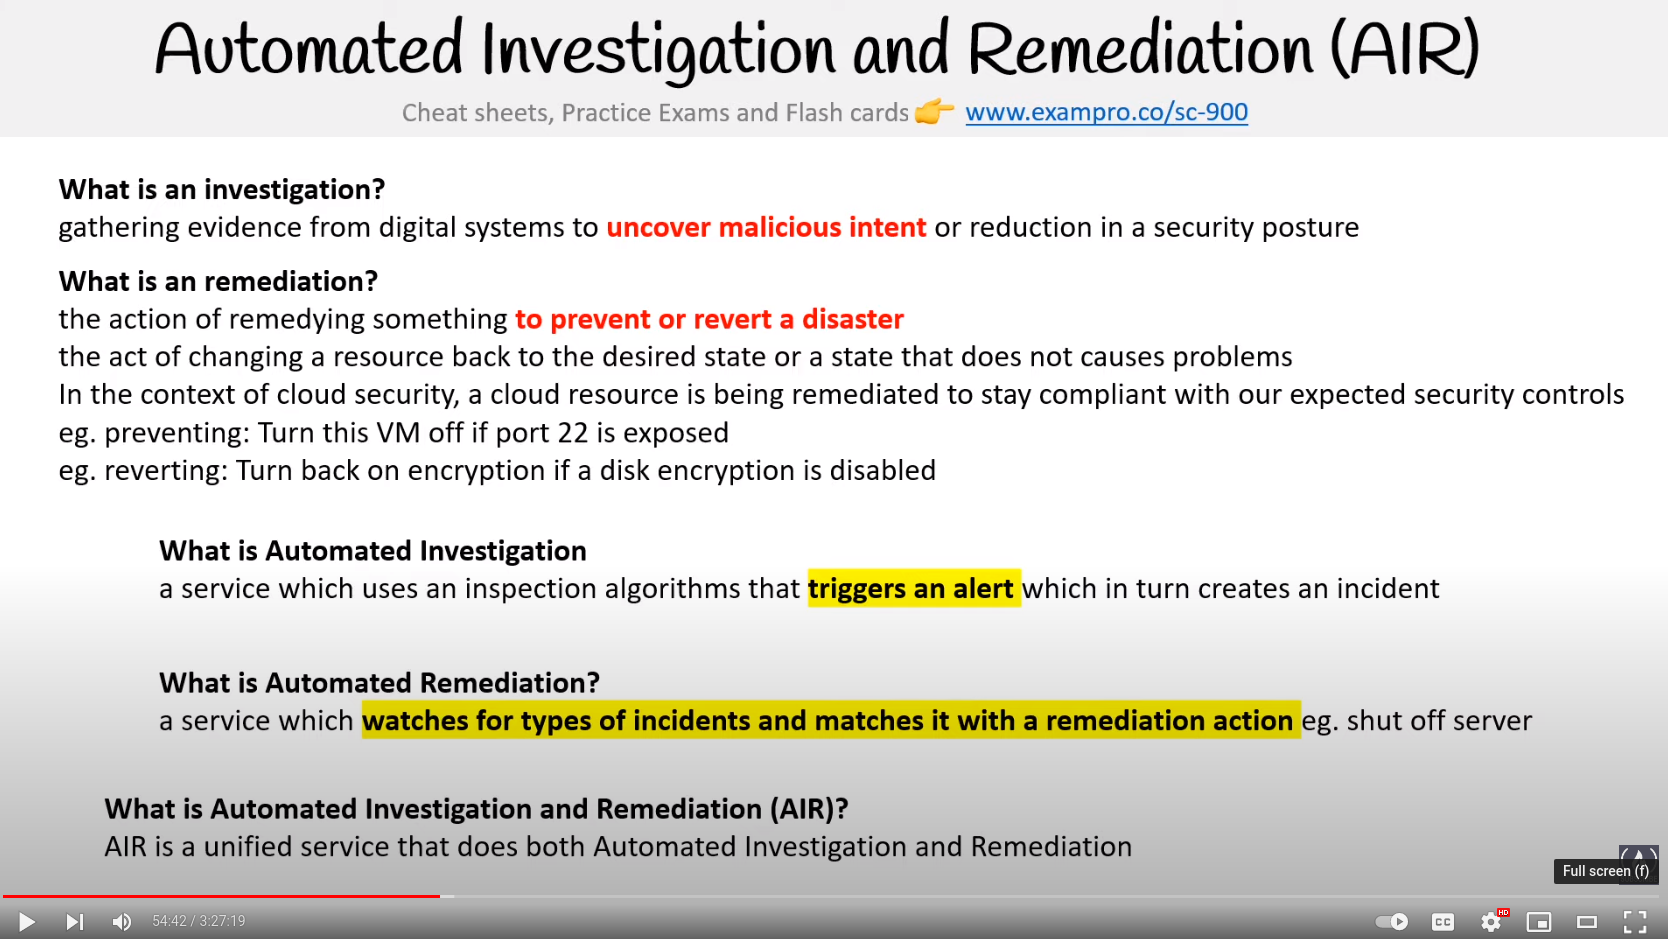 Automated Investigation and Remediation (AIR)
Cheat sheets, Practice Exams and Flash cards www.exampro.co/sc-900
What is an investigation?
gathering evidence from digital systems to uncover malicious intent or reduction in a security posture
What is an remediation?
the action of remedying something to prevent or revert a disaster
the act of changing a resource back to the desired state or a state that does not causes problems
In the context of cloud security, a cloud resource is being remediated to stay compliant with our expected security controls
eg. preventing: Turn this VM off if port 22 is exposed
eg. reverting: Turn back on encryption if a disk encryption is disabled
What is Automated Investigation
a service which uses an inspection algorithms that triggers an alert which in turn creates an incident
What is Automated Remediation?
a service which watches for types of incidents and matches it with a remediation action eg. shut off server
What is Automated Investigation and Remediation (AIR)?
AIR is a unified service that does both Automated Investigation and Remediation
Full screen (f)
54:42 / 3:27:19
CC
HD